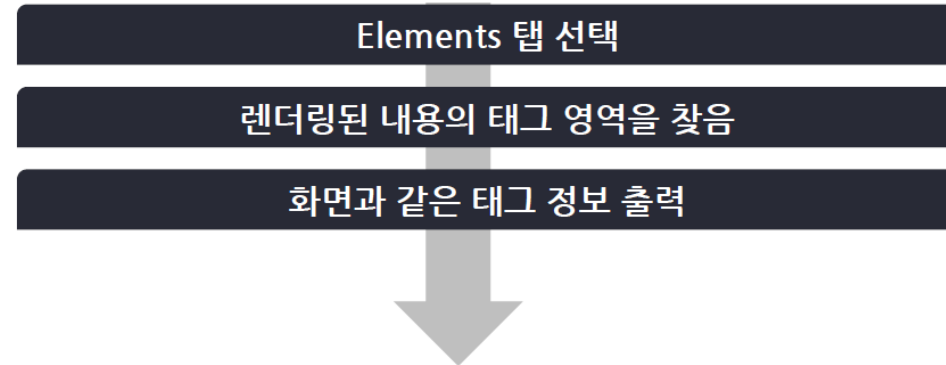 Elements 탭 선택
렌더링된 내용의 태그 영역을 찾음
화면과 같은 태그 정보 출력